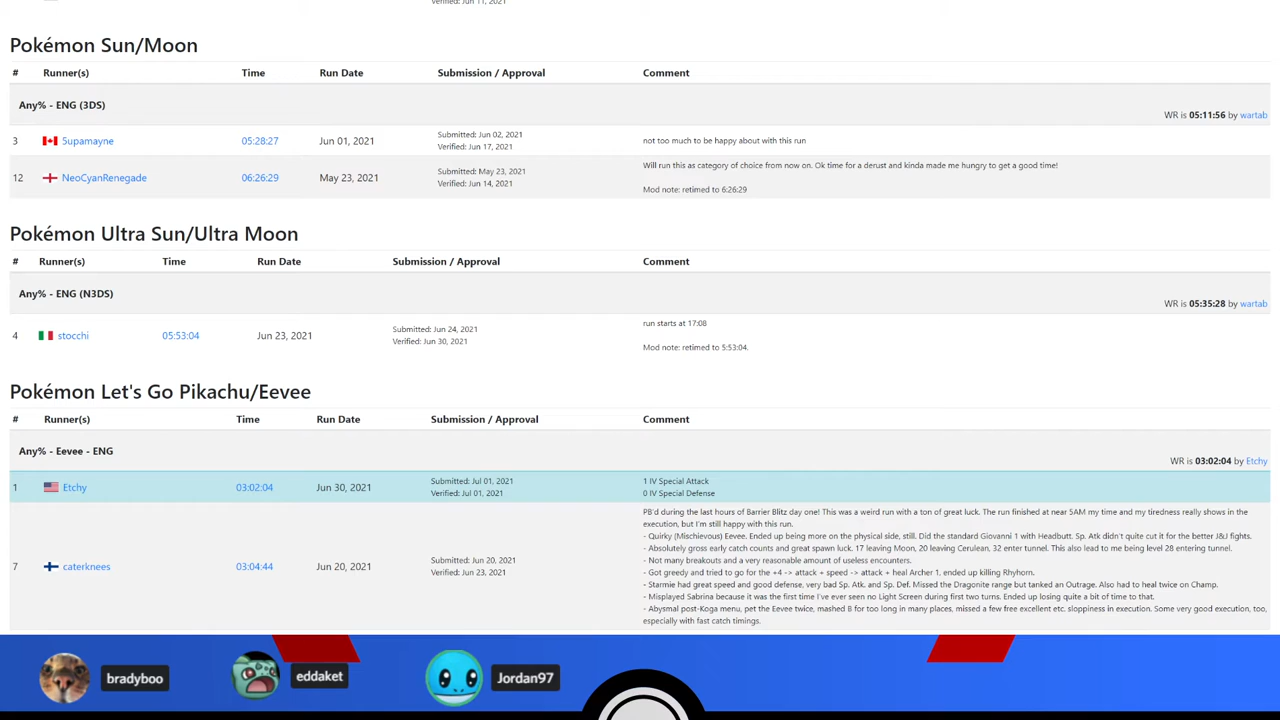 Verified: Jun 11, 2021
Pokémon Sun/Moon
# Runner(s) Time Run Date Submission / Approval Comment
Any% - ENG (3DS)
WR is 05:11:56 by wartab
3 Supamayne 05:28:27 Jun 01, 2021 Submitted: Jun 02, 2021 not too much to be happy about with this run
Verified: Jun 17, 2021
12 NeoCyanRenegade 06:26:29 May 23, 2021 Submitted: May 23, 2021 Will run this as category of choice from now on. Ok time for a derust and kinda made me hungry to get a good time!
Verified: Jun 14, 2021 Mod note: retimed to 6:26:29
Pokémon Ultra Sun/Ultra Moon
# Runner(s) Time Run Date Submission / Approval Comment
Any% - ENG (N3DS)
WR is 05:35:28 by wartab
4 stocchi 05:53:04 Jun 23, 2021 Submitted: Jun 24, 2021 run starts at 17:08
Verified: Jun 30, 2021 Mod note: retimed to 5:53:04.
Pokémon Let's Go Pikachu/Eevee
# Runner(s) Time Run Date Submission / Approval Comment
Any% - Eevee - ENG
WR is 03:02:04 by Etchy
1 Etchy 03:02:04 Jun 30, 2021 Submitted: Jul 01, 2021 1 IV Special Attack
Verified: Jul 01, 2021 0 IV Special Defense
7 caterknees 03:04:44 Jun 20, 2021 Submitted: Jun 20, 2021
Verified: Jun 23, 2021
PB'd during the last hours of Barrier Blitz day one! This was a weird run with a ton of great luck. The run finished at near 5AM my time and my tiredness really shows in the
execution, but I'm still happy with this run.
- Quirky (Mischievous) Eevee. Ended up being more on the physical side, still. Did the standard Giovanni 1 with Headbutt. Sp. Atk didn't quite cut it for the better J&J fights.
- Absolutely gross early catch counts and great spawn luck. 17 leaving Moon, 20 leaving Cerulean, 32 enter tunnel. This also lead to me being level 28 entering tunnel.
- Not many breakouts and a very reasonable amount of useless encounters.
- Got greedy and tried to go for the +4 -> attack + speed -> attack + heal Archer 1, ended up killing Rhyhorn.
- Starmie had great speed and good defense, very bad Sp. Atk. and Sp. Def. Missed the Dragonite range but tanked an Outrage. Also had to heal twice on Champ.
- Misplayed Sabrina because it was the first time I've ever seen no Light Screen during first two turns. Ended up losing quite a bit of time to that.
- Abysmal post-Koga menu, pet the Eevee twice, mashed B for too long in many places, missed a few free excellent etc. sloppiness in execution. Some very good execution, too,
especially with fast catch timings.
bradyboo eddaket Jordan97